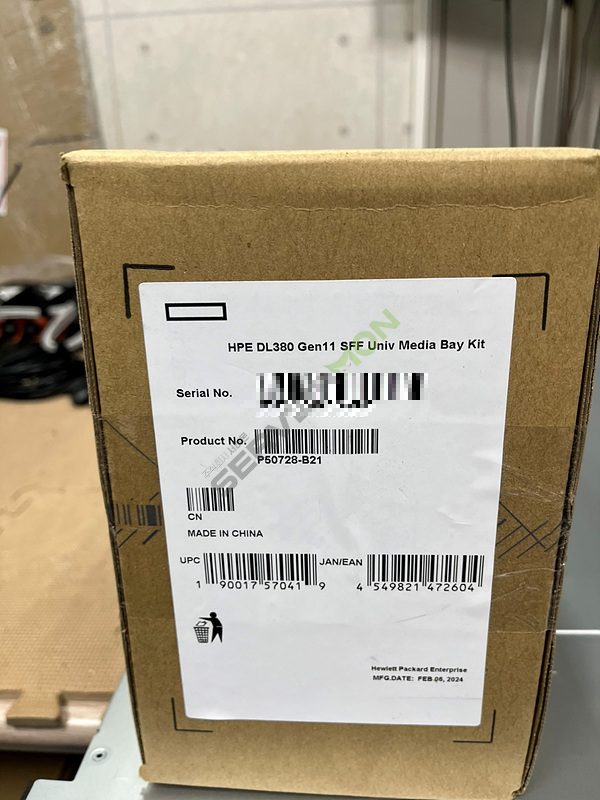 HPE DL380 Gen11 SFF Univ Media Bay Kit
Serial No.
Product No.
P50728-B21
CN
MADE IN CHINA
UPC
1 90017 57041 9
JAN/EAN
4 549821 472604
Hewlett Packard Enterprise
MFG.DATE: FEB.06, 2024